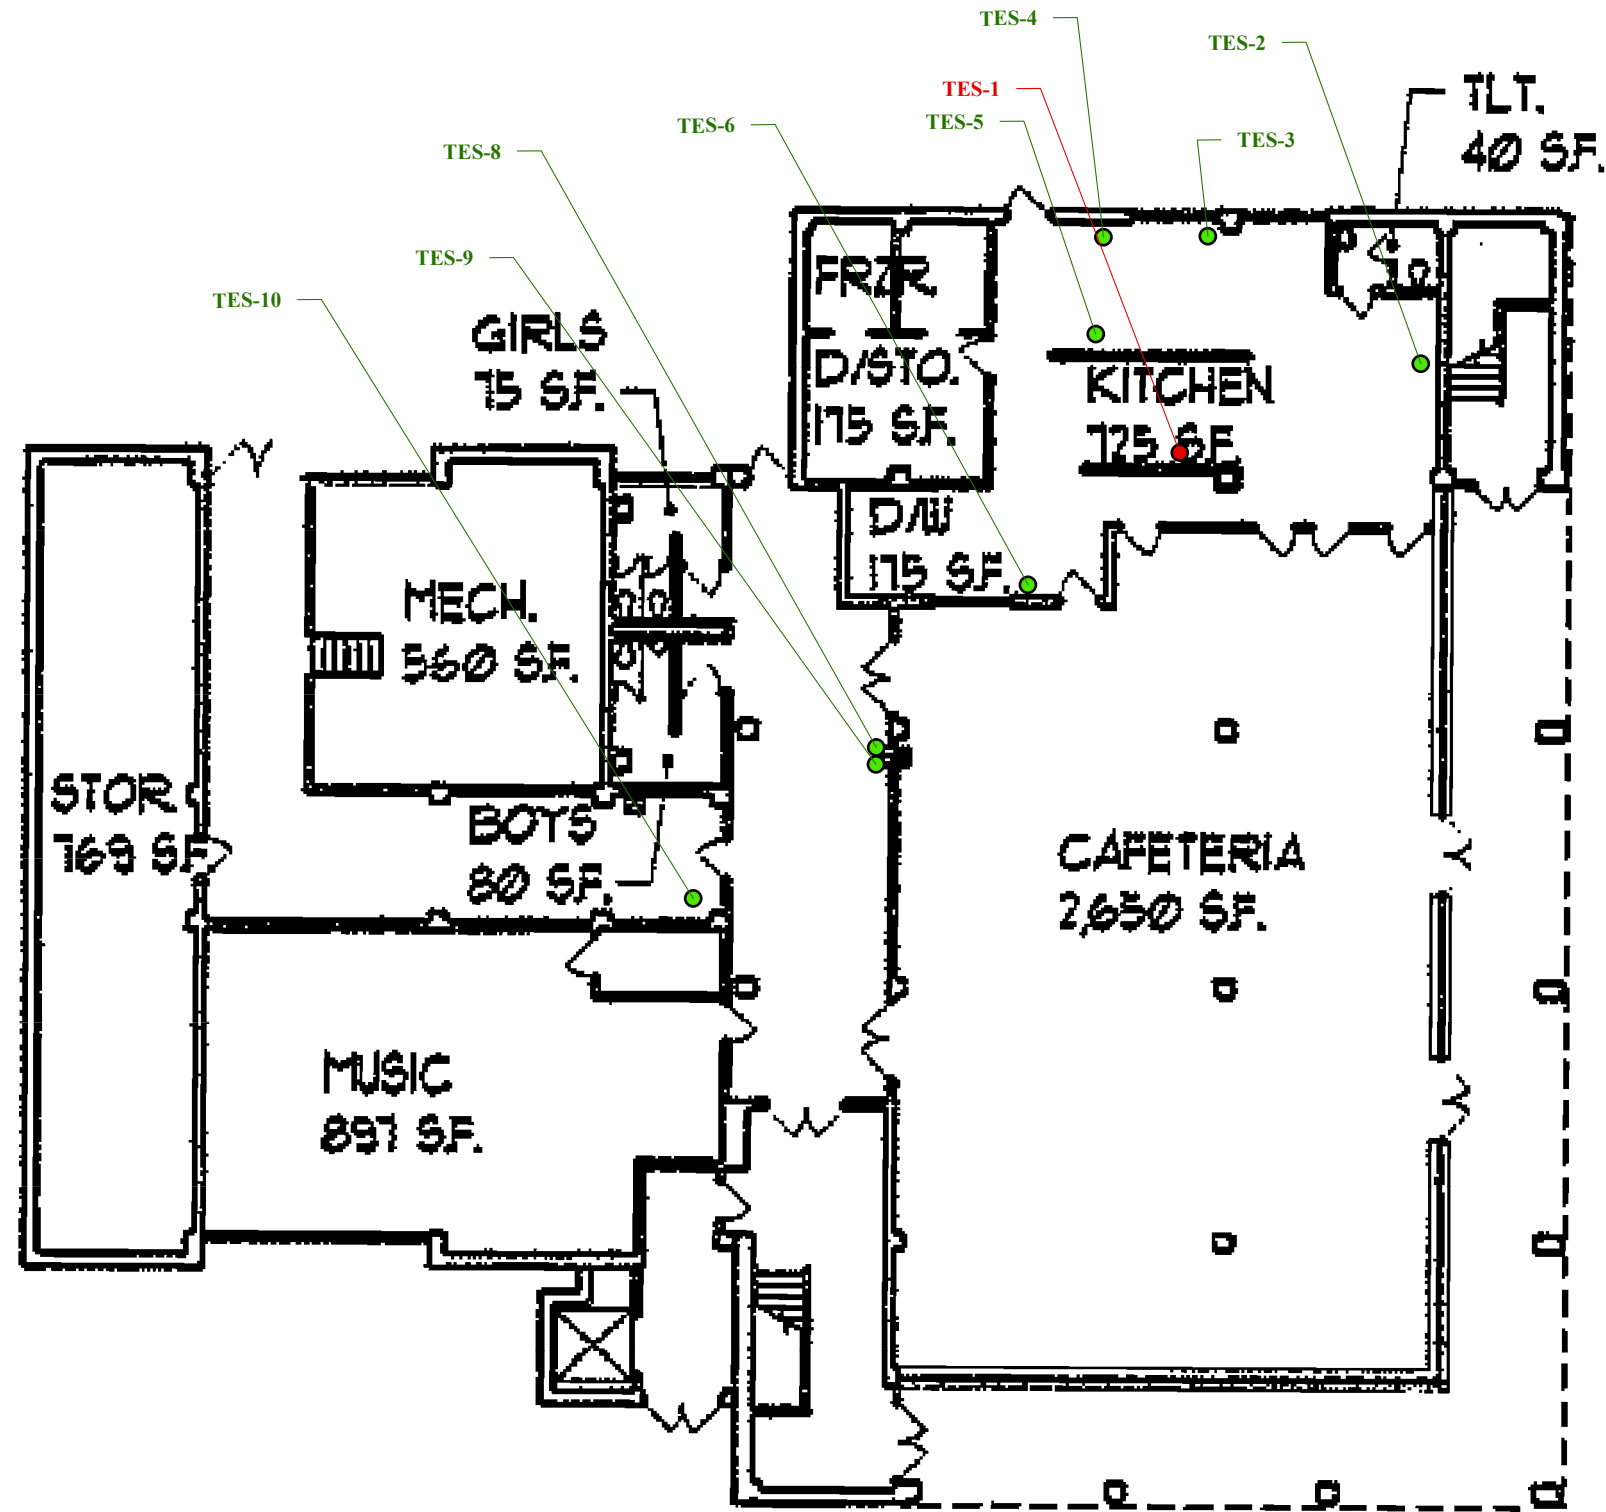 TES-4
TES-2
TES-1
TES-5
TES-6
TES-3
TES-8
TES-9
TES-10
TLT.
40 S.F.
FRZR.
GIRLS
75 S.F.
D/STO.
175 S.F.
KITCHEN
725 S.F.
D/W
175 S.F.
MECH.
560 S.F.
STOR.
769 S.F.
BOYS
80 S.F.
CAFETERIA
2,650 S.F.
MUSIC
897 S.F.